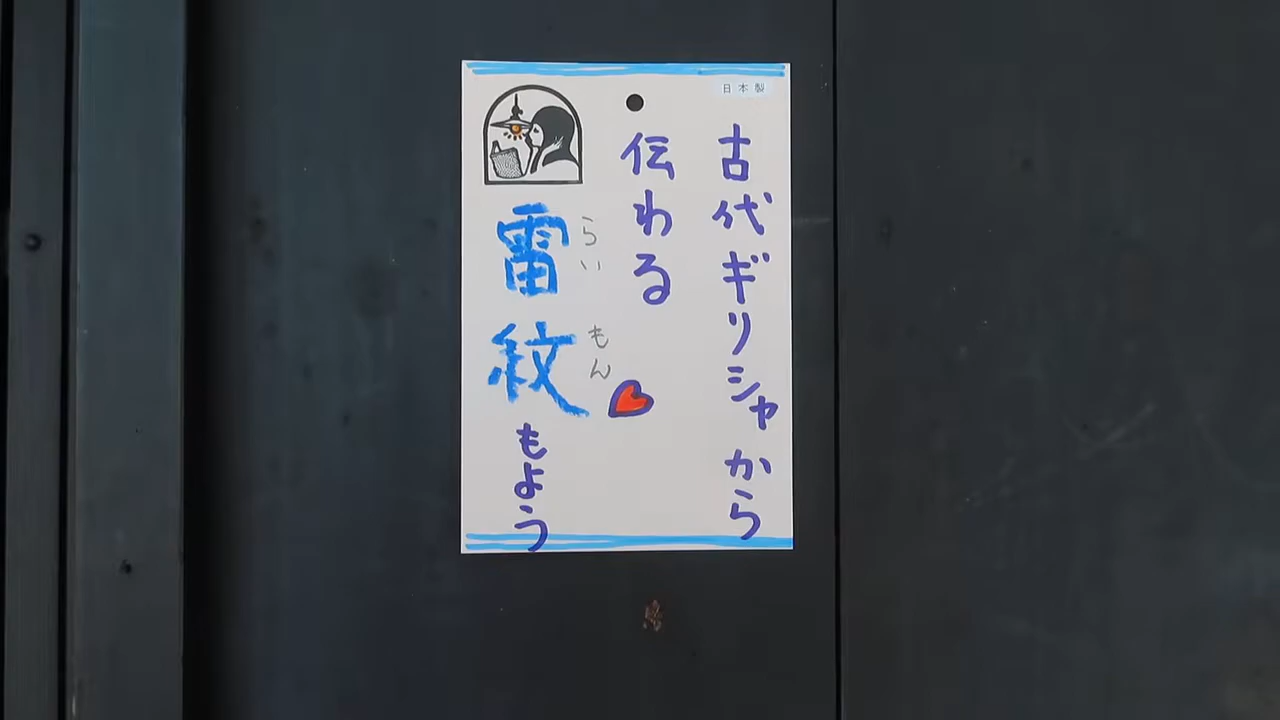 日本製
古代ギリシャから
伝わる
雷紋もよう
らいもん